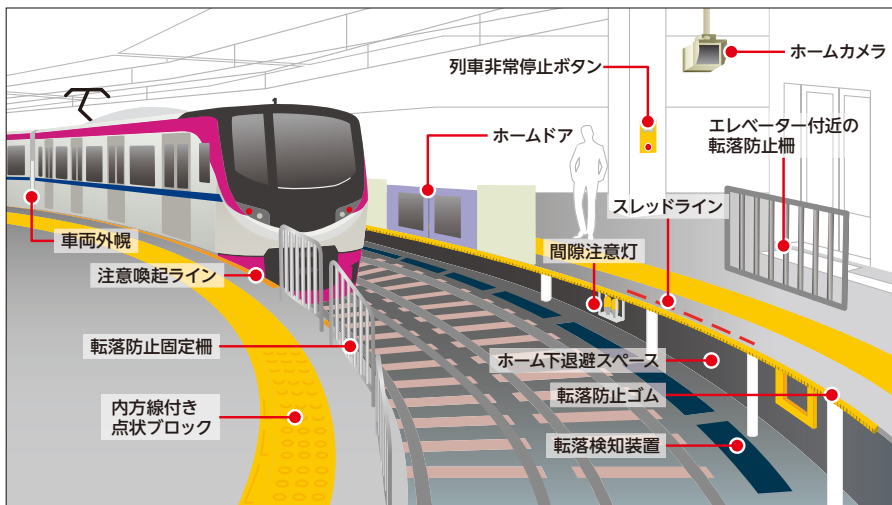 ホームカメラ
列車非常停止ボタン
エレベーター付近の
転落防止柵
ホームドア
スレッドライン
車両外幌
間隙注意灯
注意喚起ライン
転落防止固定柵
ホーム下退避スペース
転落防止ゴム
内方線付き
点状ブロック
転落検知装置